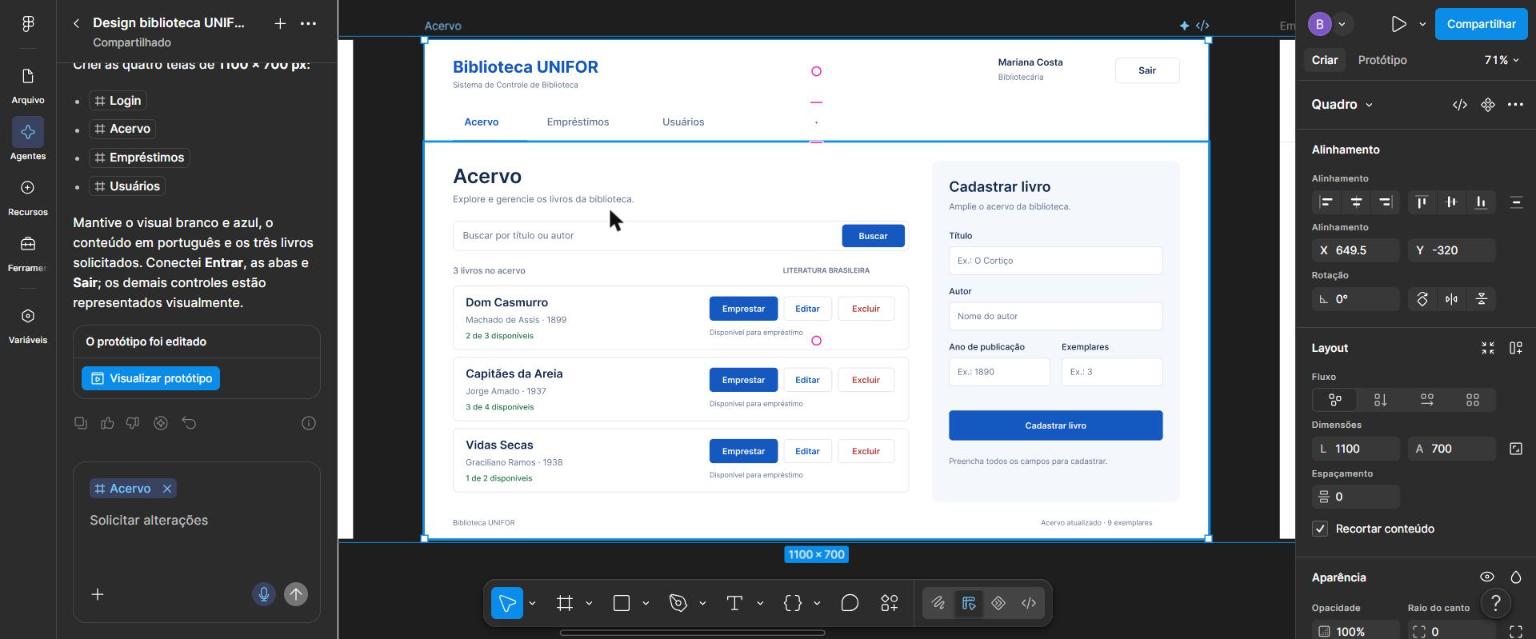 Design biblioteca UNIF...
Compartilhado
Criei as quatro telas de 1100 × 700 px:
Login
Acervo
Empréstimos
Usuários
Mantive o visual branco e azul, o
conteúdo em português e os três livros
solicitados. Conectei Entrar, as abas e
Sair; os demais controles estão
representados visualmente.
O protótipo foi editado
Visualizar protótipo
Acervo
Solicitar alterações
Arquivo
Agentes
Recursos
Ferramen
Variáveis
Acervo
Em
Biblioteca UNIFOR
Sistema de Controle de Biblioteca
Mariana Costa
Bibliotecária
Sair
Acervo
Empréstimos
Usuários
Acervo
Explore e gerencie os livros da biblioteca.
Buscar por título ou autor
Buscar
3 livros no acervo
LITERATURA BRASILEIRA
Dom Casmurro
Machado de Assis · 1899
2 de 3 disponíveis
Emprestar
Editar
Excluir
Disponível para empréstimo
Capitães da Areia
Jorge Amado · 1937
3 de 4 disponíveis
Emprestar
Editar
Excluir
Disponível para empréstimo
Vidas Secas
Graciliano Ramos · 1938
1 de 2 disponíveis
Emprestar
Editar
Excluir
Disponível para empréstimo
Cadastrar livro
Amplie o acervo da biblioteca.
Título
Ex.: O Cortiço
Autor
Nome do autor
Ano de publicação
Exemplares
Ex.: 1890
Ex.: 3
Cadastrar livro
Preencha todos os campos para cadastrar.
Biblioteca UNIFOR
Acervo atualizado · 9 exemplares
1100 × 700
B
Compartilhar
Criar
Protótipo
71%
Quadro
Alinhamento
Alinhamento
Alinhamento
X 649.5
Y -320
Rotação
0°
Layout
Fluxo
Dimensões
L 1100
A 700
Espaçamento
0
Recortar conteúdo
Aparência
Opacidade
Raio do canto
100%
0
?